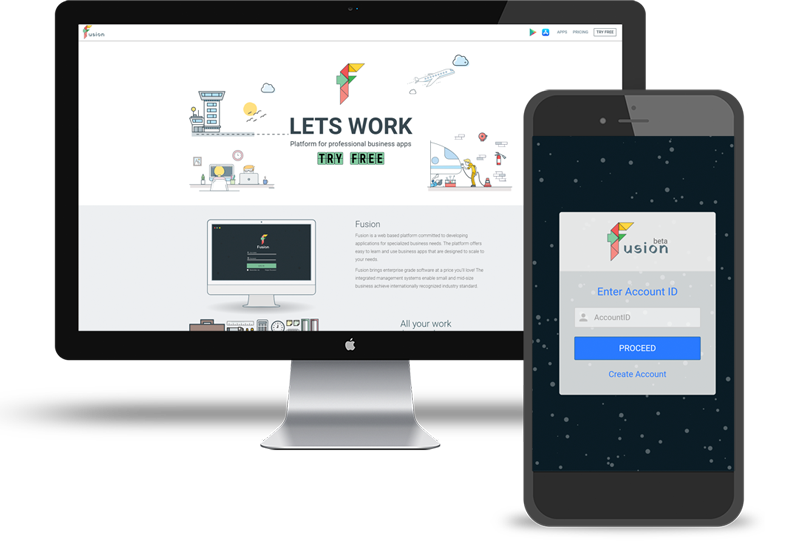 Fusion
APPS
PRICING
TRY FREE
LETS WORK
Platform for professional business apps
TRY FREE
Fusion
Fusion
Fusion is a web based platform committed to developing
applications for specialized business needs. The platform offers
easy to learn and use business apps that are designed to scale to
your needs.
Fusion brings enterprise grade software at a price you'll love! The
integrated management systems enable small and mid-size
business achieve internationally recognized industry standard.
All your work
Fusion
beta
Enter Account ID
AccountID
PROCEED
Create Account